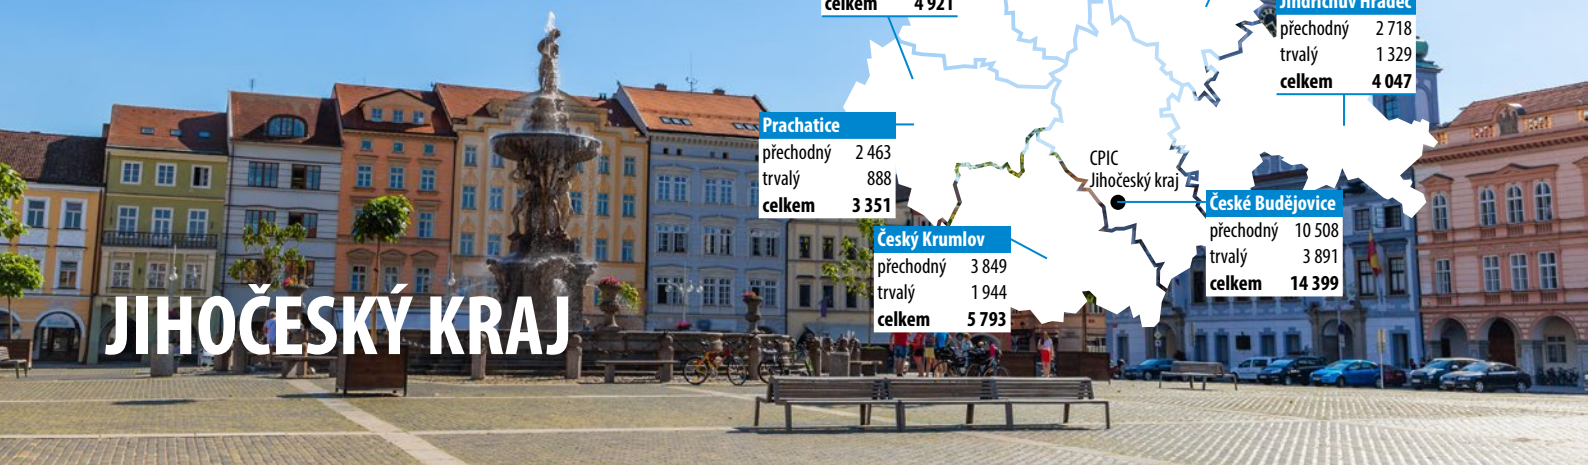 celkem 4 921
Jindřichův Hradec
přechodný 2 718
trvalý 1 329
celkem 4 047
Prachatice
přechodný 2 463
trvalý 888
celkem 3 351
CPIC
Jihočeský kraj
České Budějovice
přechodný 10 508
trvalý 3 891
celkem 14 399
Český Krumlov
přechodný 3 849
trvalý 1 944
celkem 5 793
JIHOČESKÝ KRAJ